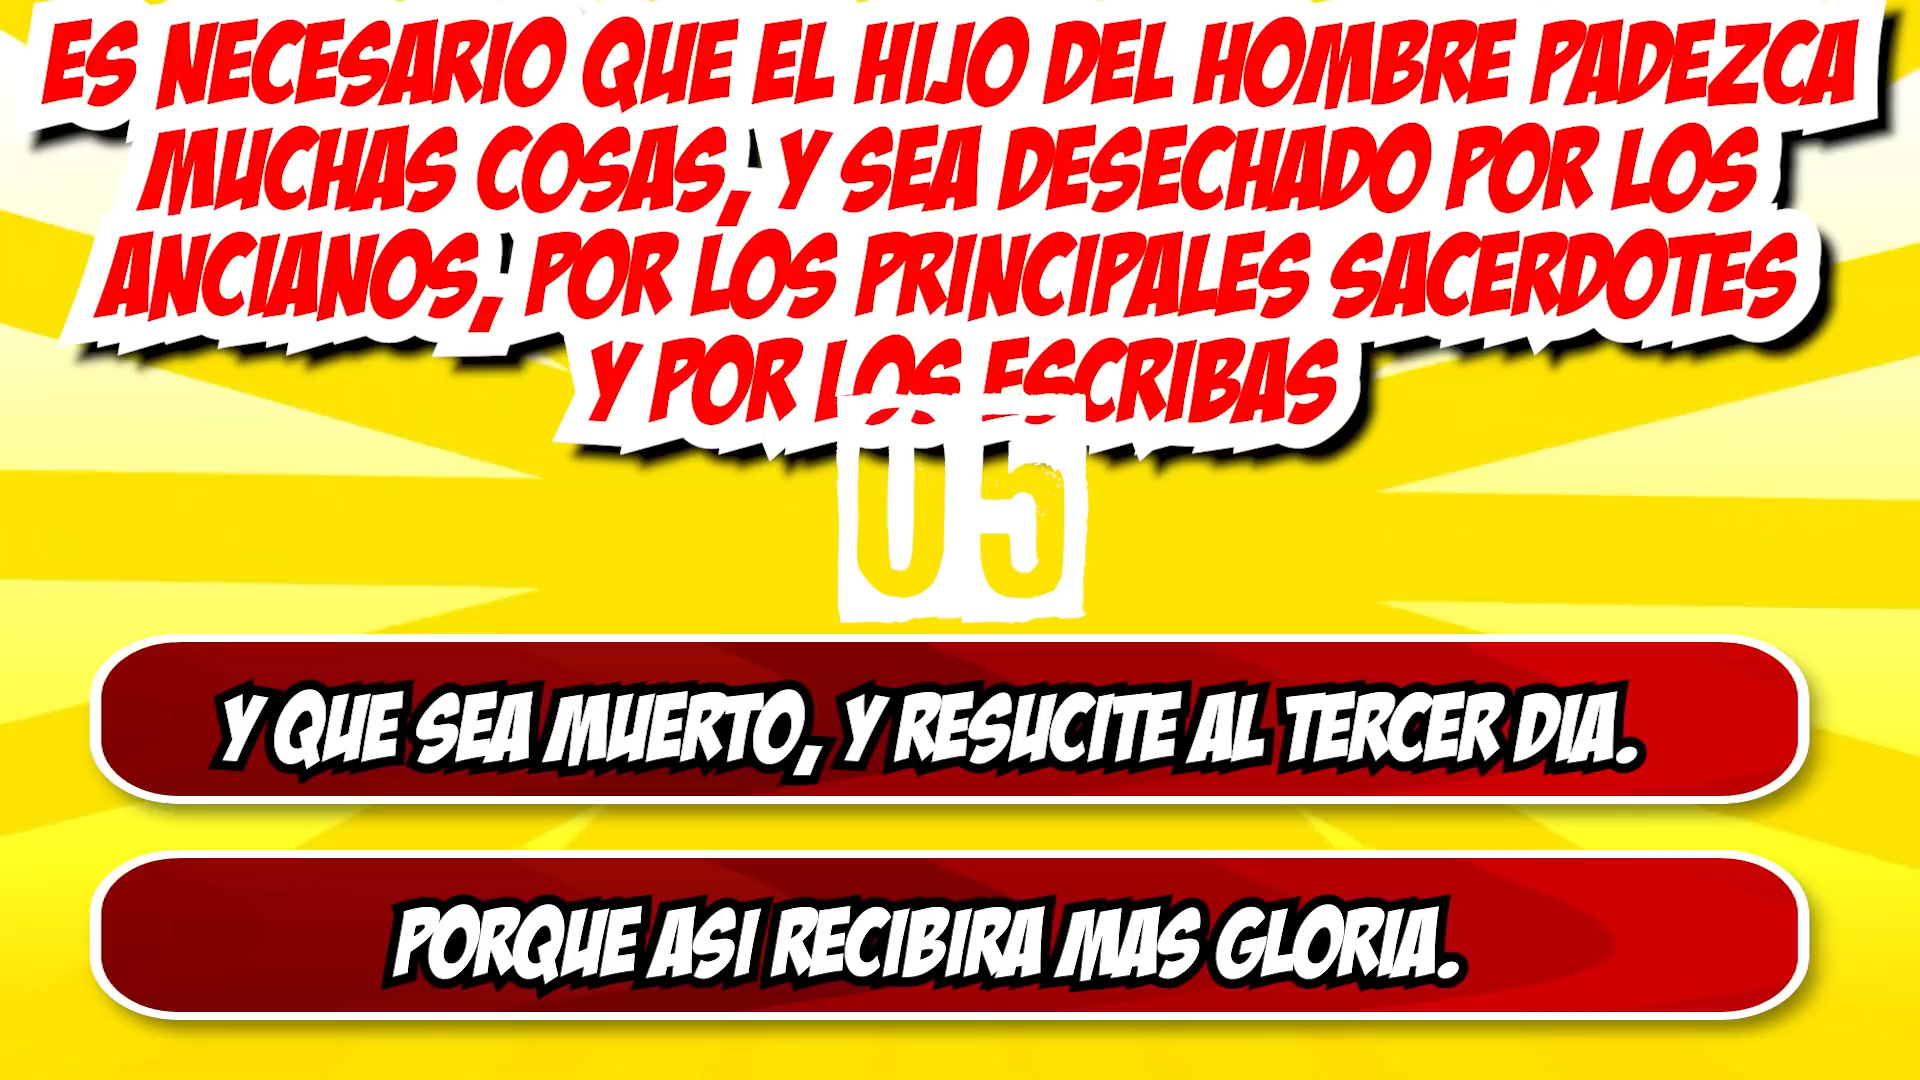 ES NECESARIO QUE EL HIJO DEL HOMBRE PADEZCA
MUCHAS COSAS, Y SEA DESECHADO POR LOS
ANCIANOS, POR LOS PRINCIPALES SACERDOTES
Y POR LOS ESCRIBAS
05
Y QUE SEA MUERTO, Y RESUCITE AL TERCER DIA.
PORQUE ASI RECIBIRA MAS GLORIA.